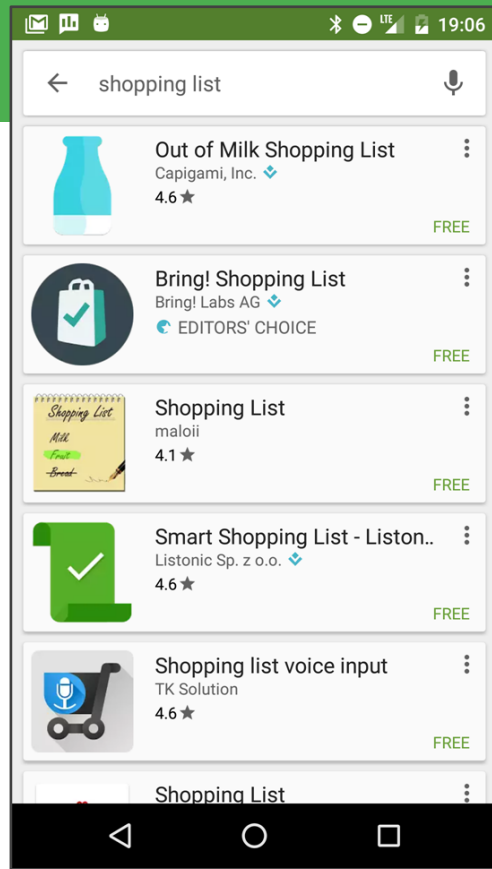 LTE 19:06
shopping list
Out of Milk Shopping List
Capigami, Inc.
4.6
FREE
Bring! Shopping List
Bring! Labs AG
EDITORS' CHOICE
FREE
Shopping List
Milk
Fruit
Bread
Shopping List
maloii
4.1
FREE
Smart Shopping List - Liston..
Listonic Sp. z o.o.
4.6
FREE
Shopping list voice input
TK Solution
4.6
FREE
Shopping List